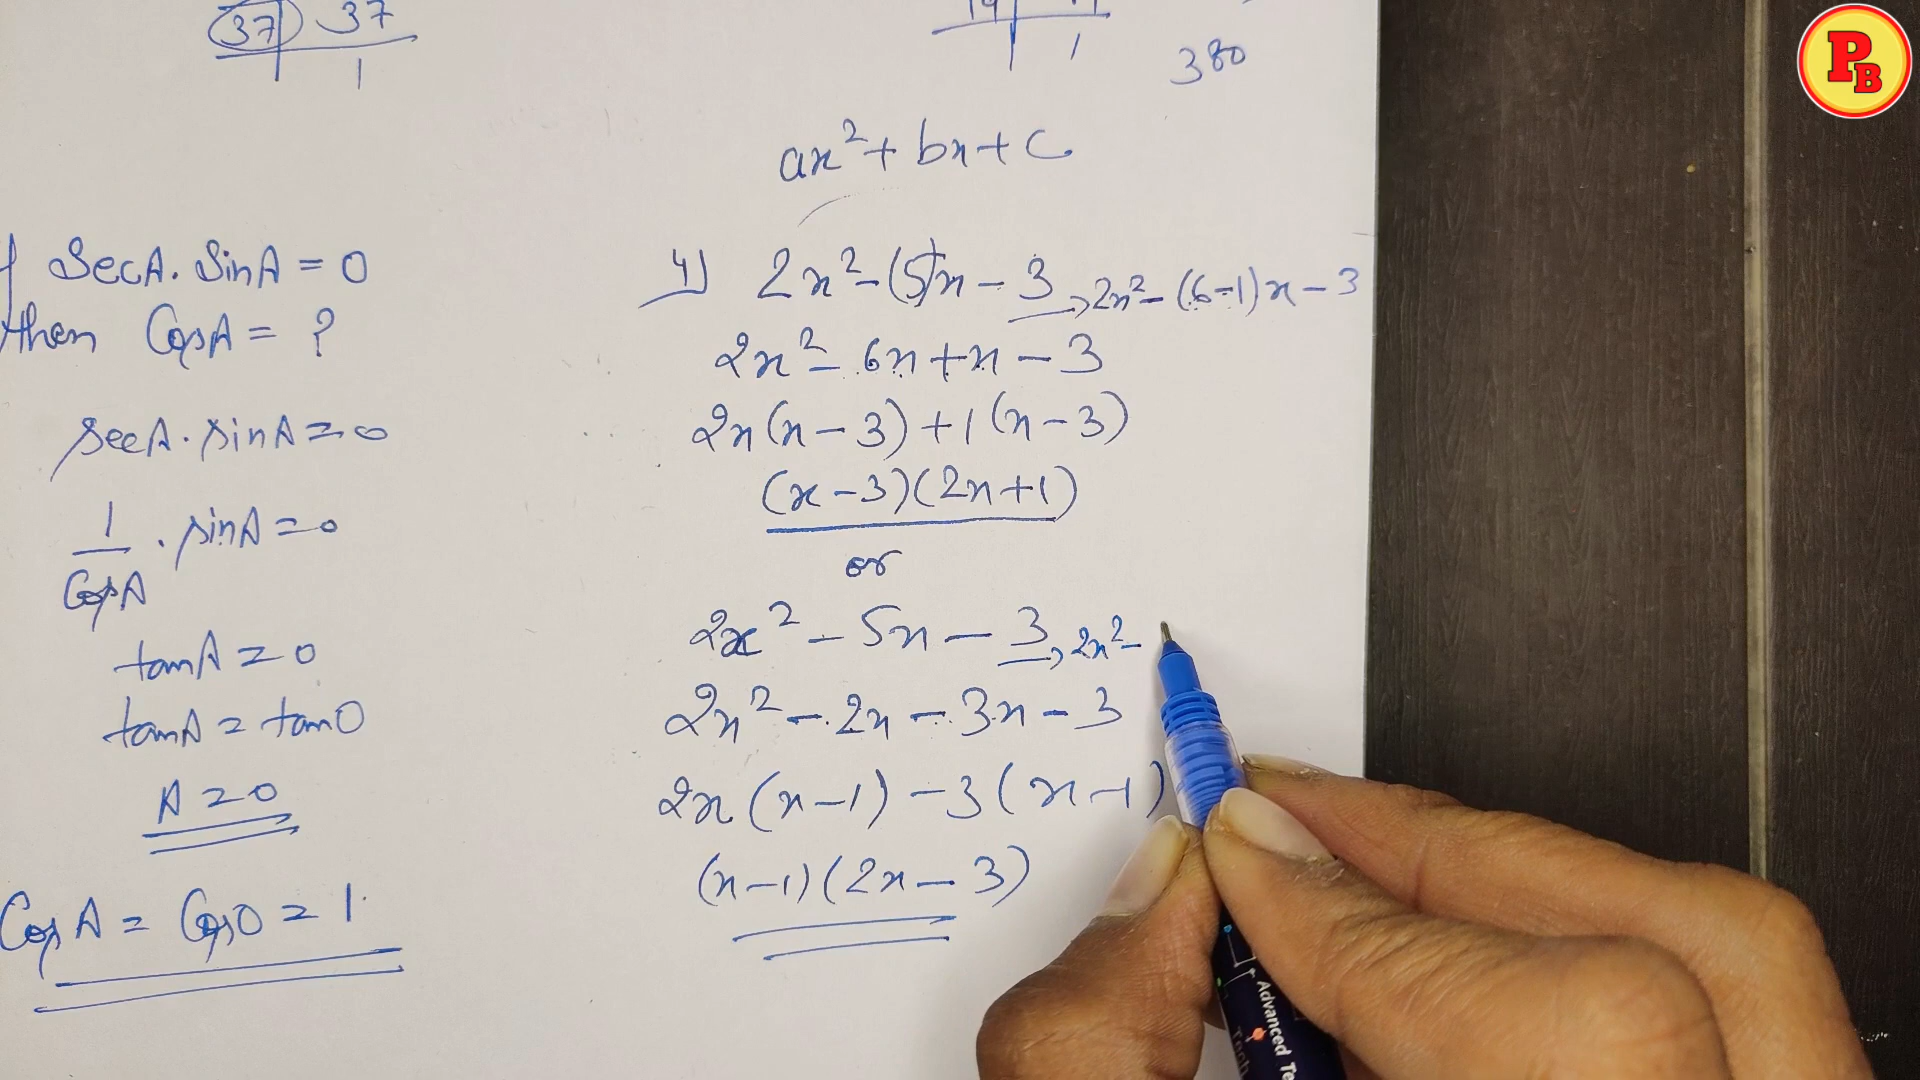 37 37
1
1
380
If SecA. SinA = 0
then CosA = ?
secA. sinA = 0
1/CosA . sinA = 0
tanA = 0
tanA = tan0
A = 0
CosA = Cos0 = 1.
ax² + bx + c
4) 2x² - (5)x - 3, 2x² - (6-1)x - 3
2x² - 6x + x - 3
2x(x - 3) + 1(x - 3)
(x - 3)(2x + 1)
or
2x² - 5x - 3, 2x² -
2x² - 2x - 3x - 3
2x(x - 1) - 3(x - 1)
(x - 1)(2x - 3)
Advanced Te
PB